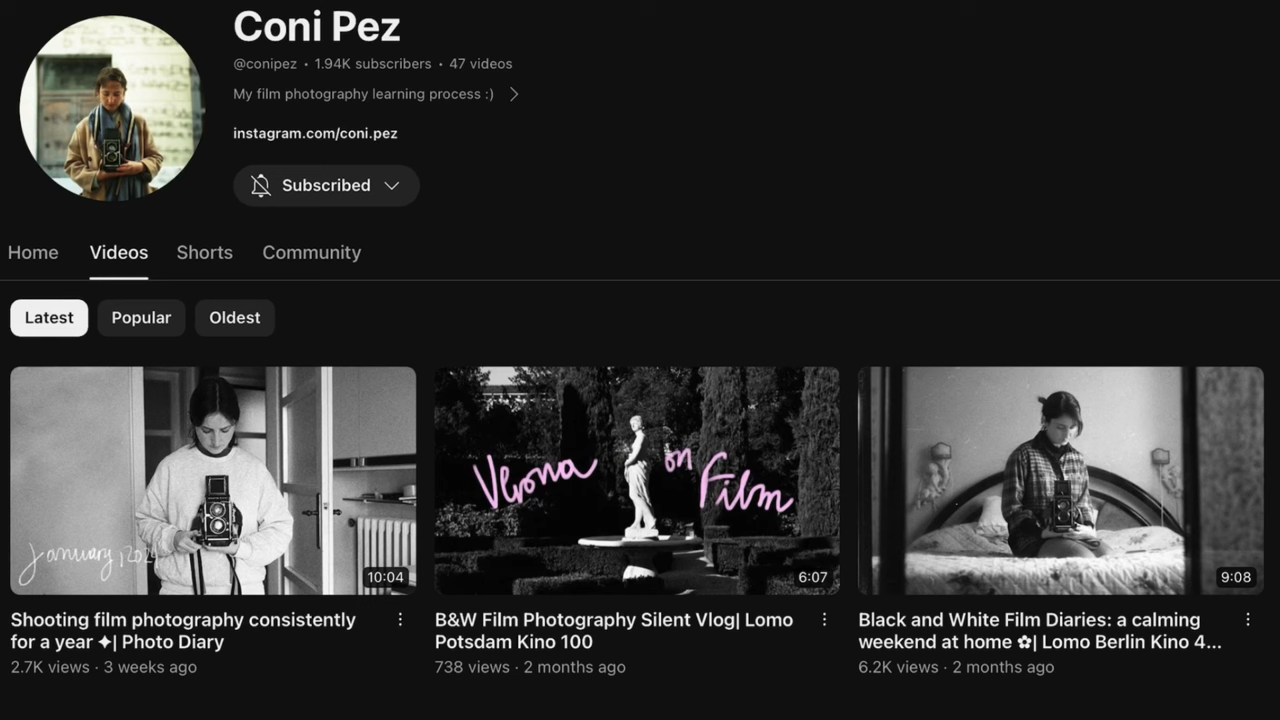 Coni Pez
@conipez • 1.94K subscribers • 47 videos
My film photography learning process :)
instagram.com/coni.pez
Subscribed
Home Videos Shorts Community
Latest Popular Oldest
January, 2024
10:04
Verona on Film
6:07
9:08
Shooting film photography consistently
for a year ✦| Photo Diary
2.7K views · 3 weeks ago
B&W Film Photography Silent Vlog| Lomo
Potsdam Kino 100
738 views · 2 months ago
Black and White Film Diaries: a calming
weekend at home ✿| Lomo Berlin Kino 4...
6.2K views · 2 months ago